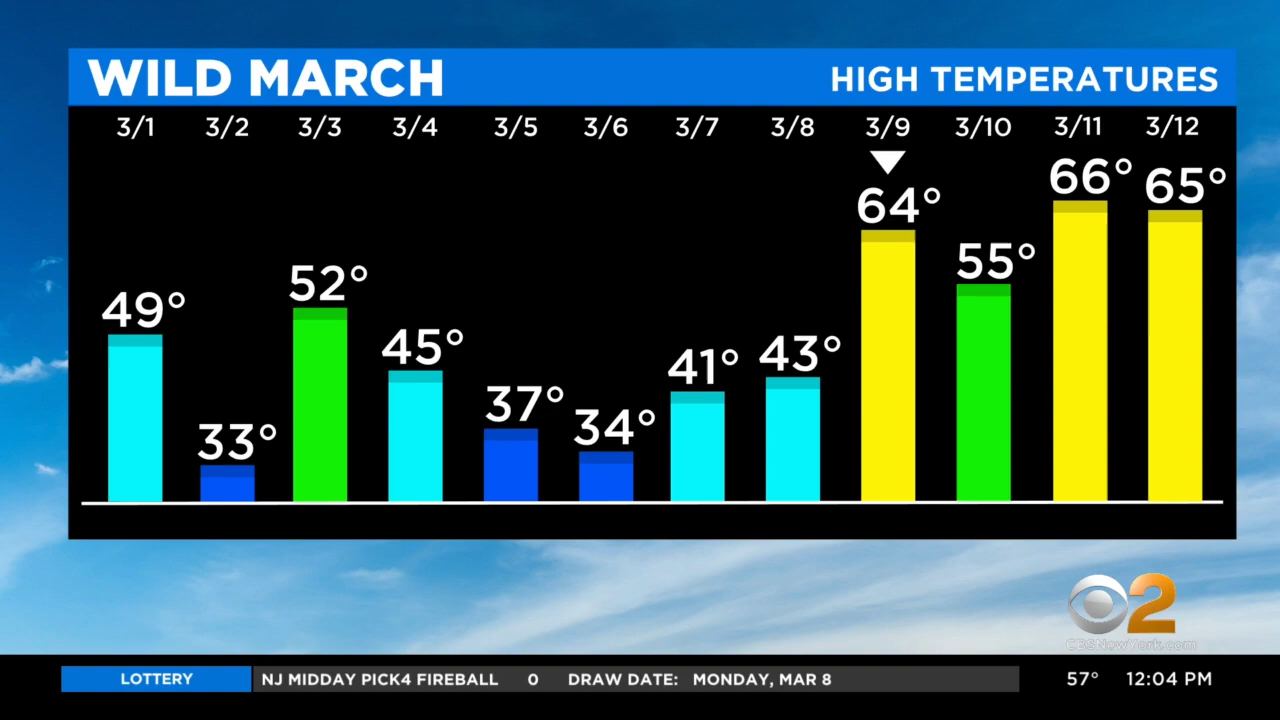 WILD MARCH HIGH TEMPERATURES
3/1 3/2 3/3 3/4 3/5 3/6 3/7 3/8 3/9 3/10 3/11 3/12
49° 33° 52° 45° 37° 34° 41° 43° 64° 55° 66° 65°
2
CBSNewYork.com
LOTTERY NJ MIDDAY PICK4 FIREBALL 0 DRAW DATE: MONDAY, MAR 8 57° 12:04 PM